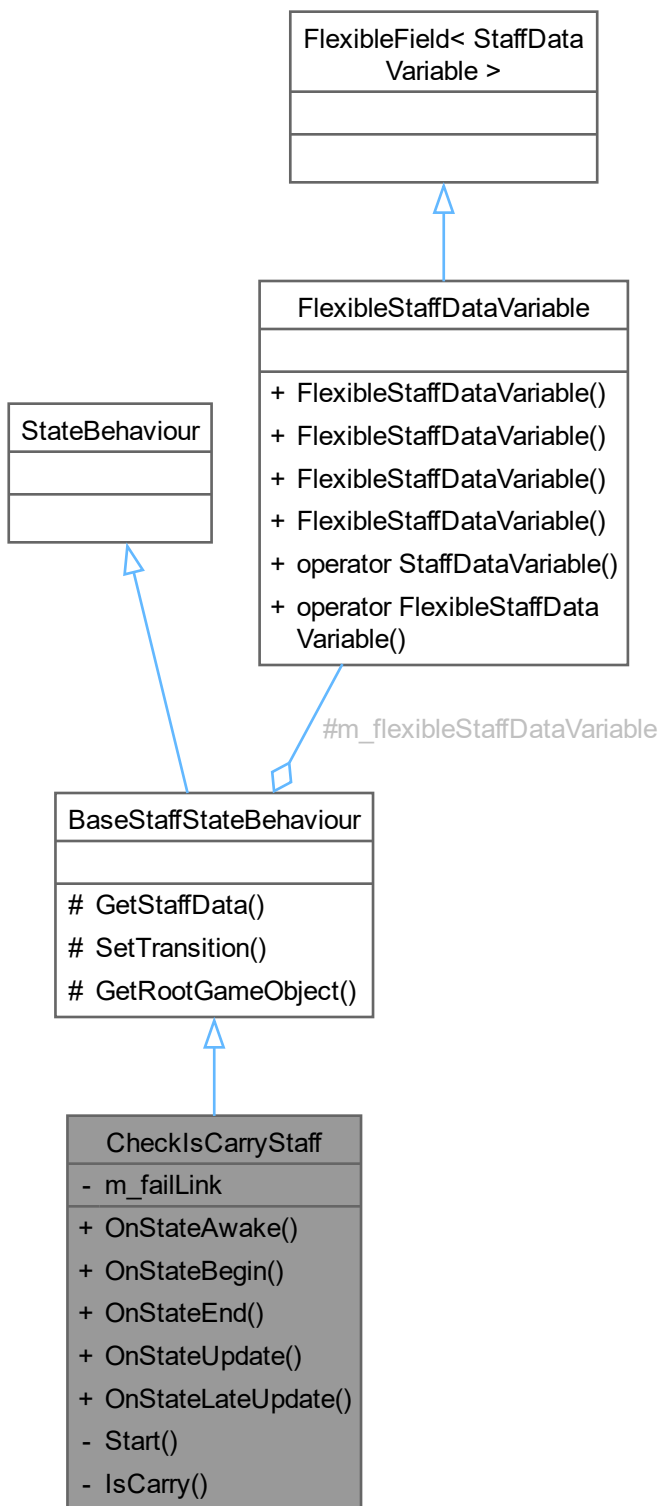 FlexibleField< StaffData
Variable >
FlexibleStaffDataVariable
+ FlexibleStaffDataVariable()
+ FlexibleStaffDataVariable()
+ FlexibleStaffDataVariable()
+ FlexibleStaffDataVariable()
+ operator StaffDataVariable()
+ operator FlexibleStaffData
Variable()
StateBehaviour
#m_flexibleStaffDataVariable
BaseStaffStateBehaviour
# GetStaffData()
# SetTransition()
# GetRootGameObject()
CheckIsCarryStaff
- m_failLink
+ OnStateAwake()
+ OnStateBegin()
+ OnStateEnd()
+ OnStateUpdate()
+ OnStateLateUpdate()
- Start()
- IsCarry()